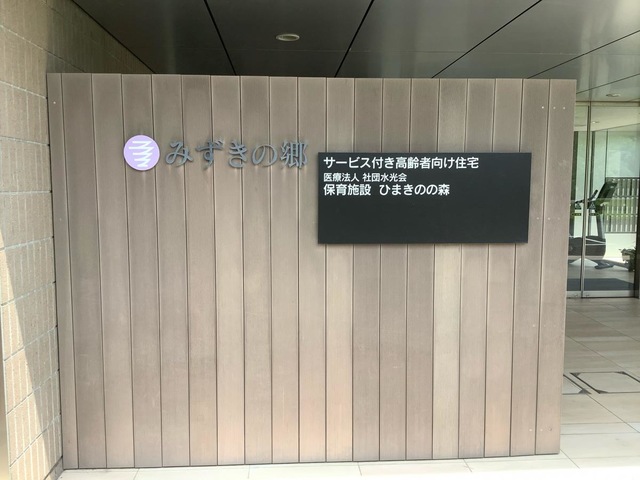 みずきの郷
サービス付き高齢者向け住宅
医療法人 社団水光会
保育施設 ひまきのの森